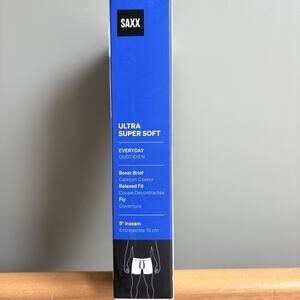 SAXX
ULTRA
SUPER SOFT
EVERYDAY
QUOTIDIEN
Boxer Brief
Caleçon Boxeur
Relaxed Fit
Coupe Décontractée
Fly
Ouverture
5" Inseam
Entrejambe 13 cm